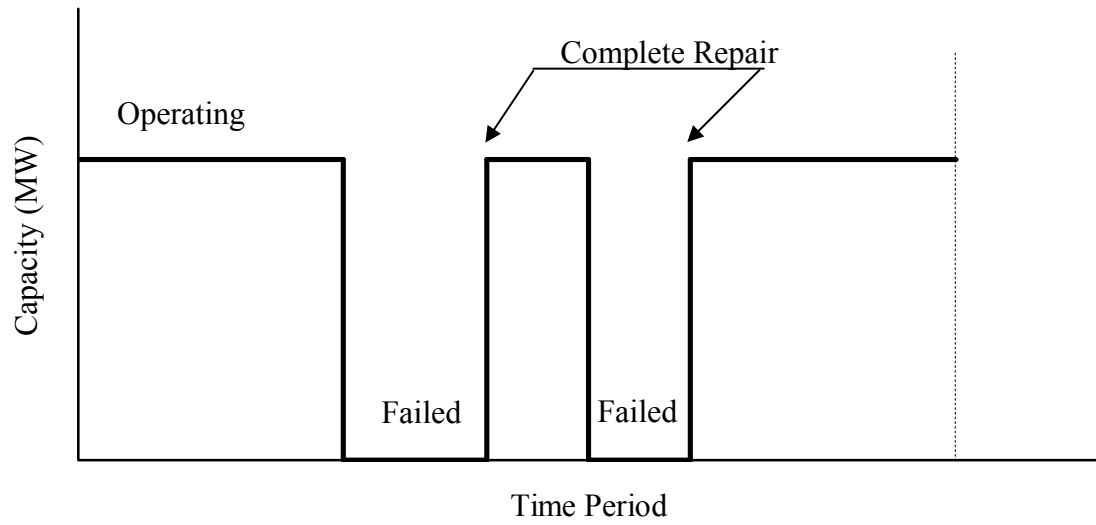 Complete Repair
Operating
Capacity (MW)
Failed
Failed
Time Period